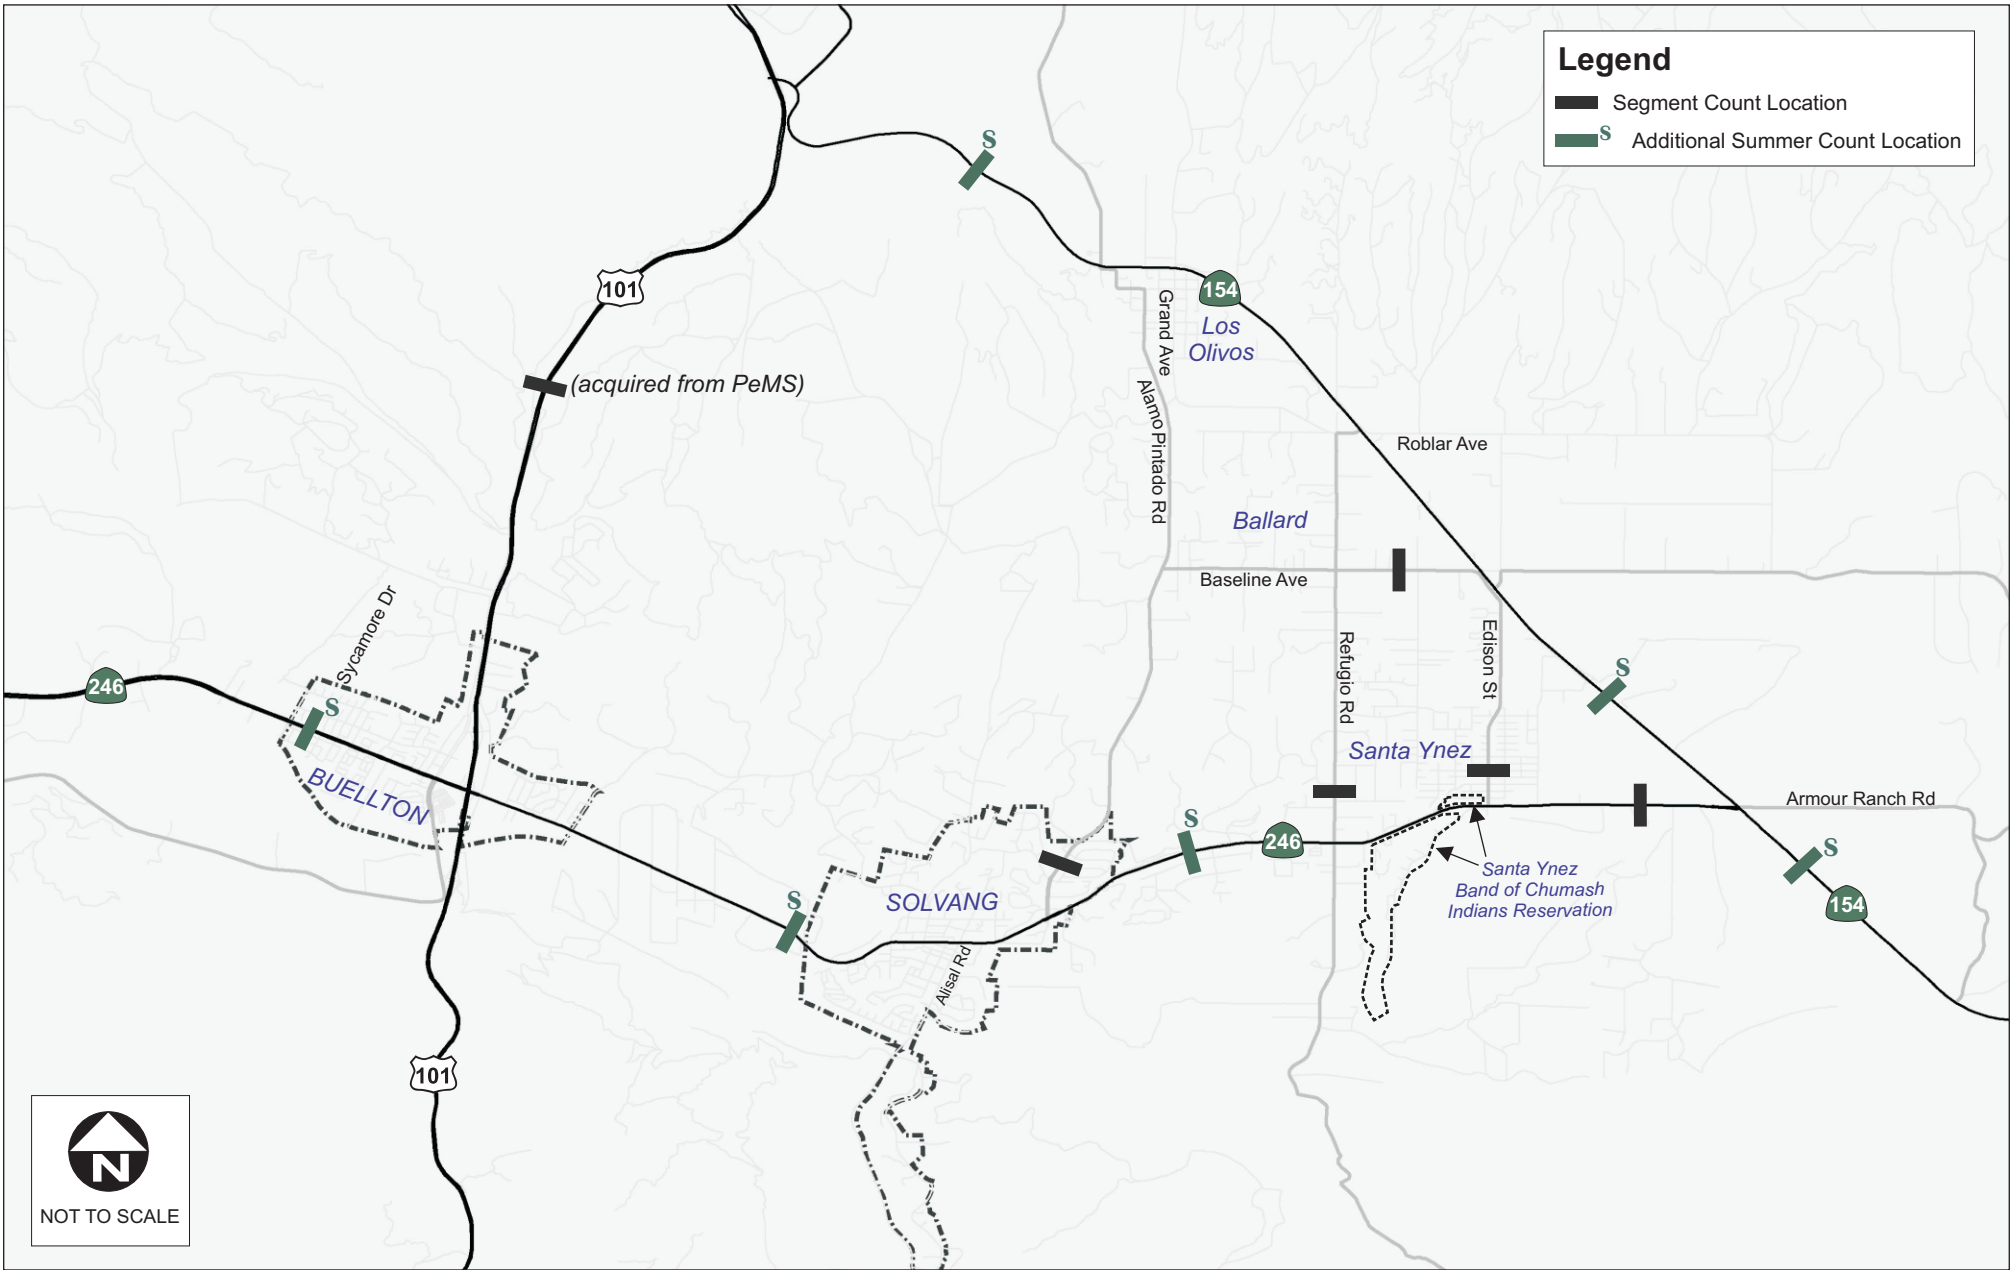 Legend
Segment Count Location
S
Additional Summer Count Location
S
101
154
Grand Ave
Los
Olivos
(acquired from PeMS)
Alamo Pintado Rd
Roblar Ave
Ballard
Baseline Ave
Sycamore Dr
Refugio Rd
Edison St
246
S
S
Santa Ynez
BUELLTON
Armour Ranch Rd
S
246
S
Santa Ynez
Band of Chumash
Indians Reservation
S
SOLVANG
154
Alisal Rd
101
N
NOT TO SCALE